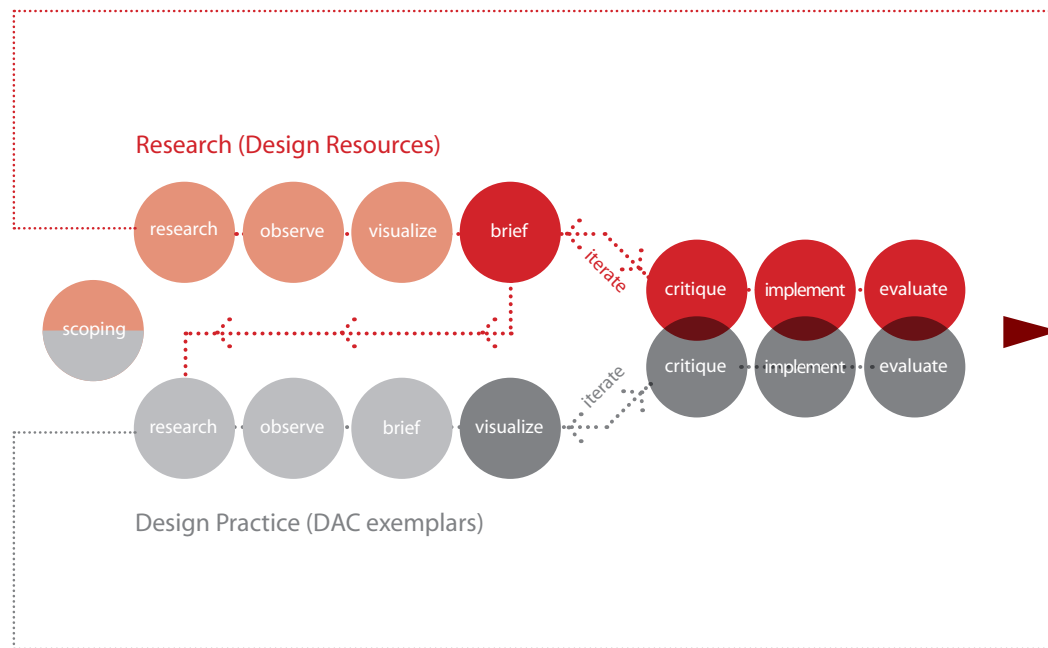 Research (Design Resources)
research observe visualize brief
iterate
critique implement evaluate
scoping
critique implement evaluate
iterate
research observe brief visualize
Design Practice (DAC exemplars)